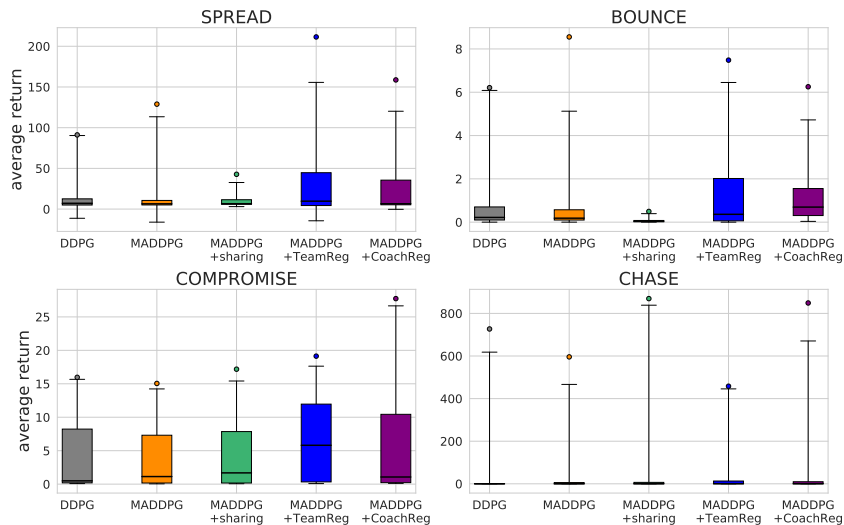 SPREAD
200
150
100
50
0
average return
DDPG
MADDPG
MADDPG
+sharing
MADDPG
+TeamReg
MADDPG
+CoachReg
BOUNCE
8
6
4
2
0
DDPG
MADDPG
MADDPG
+sharing
MADDPG
+TeamReg
MADDPG
+CoachReg
COMPROMISE
25
20
15
10
5
0
average return
DDPG
MADDPG
MADDPG
+sharing
MADDPG
+TeamReg
MADDPG
+CoachReg
CHASE
800
600
400
200
0
DDPG
MADDPG
MADDPG
+sharing
MADDPG
+TeamReg
MADDPG
+CoachReg